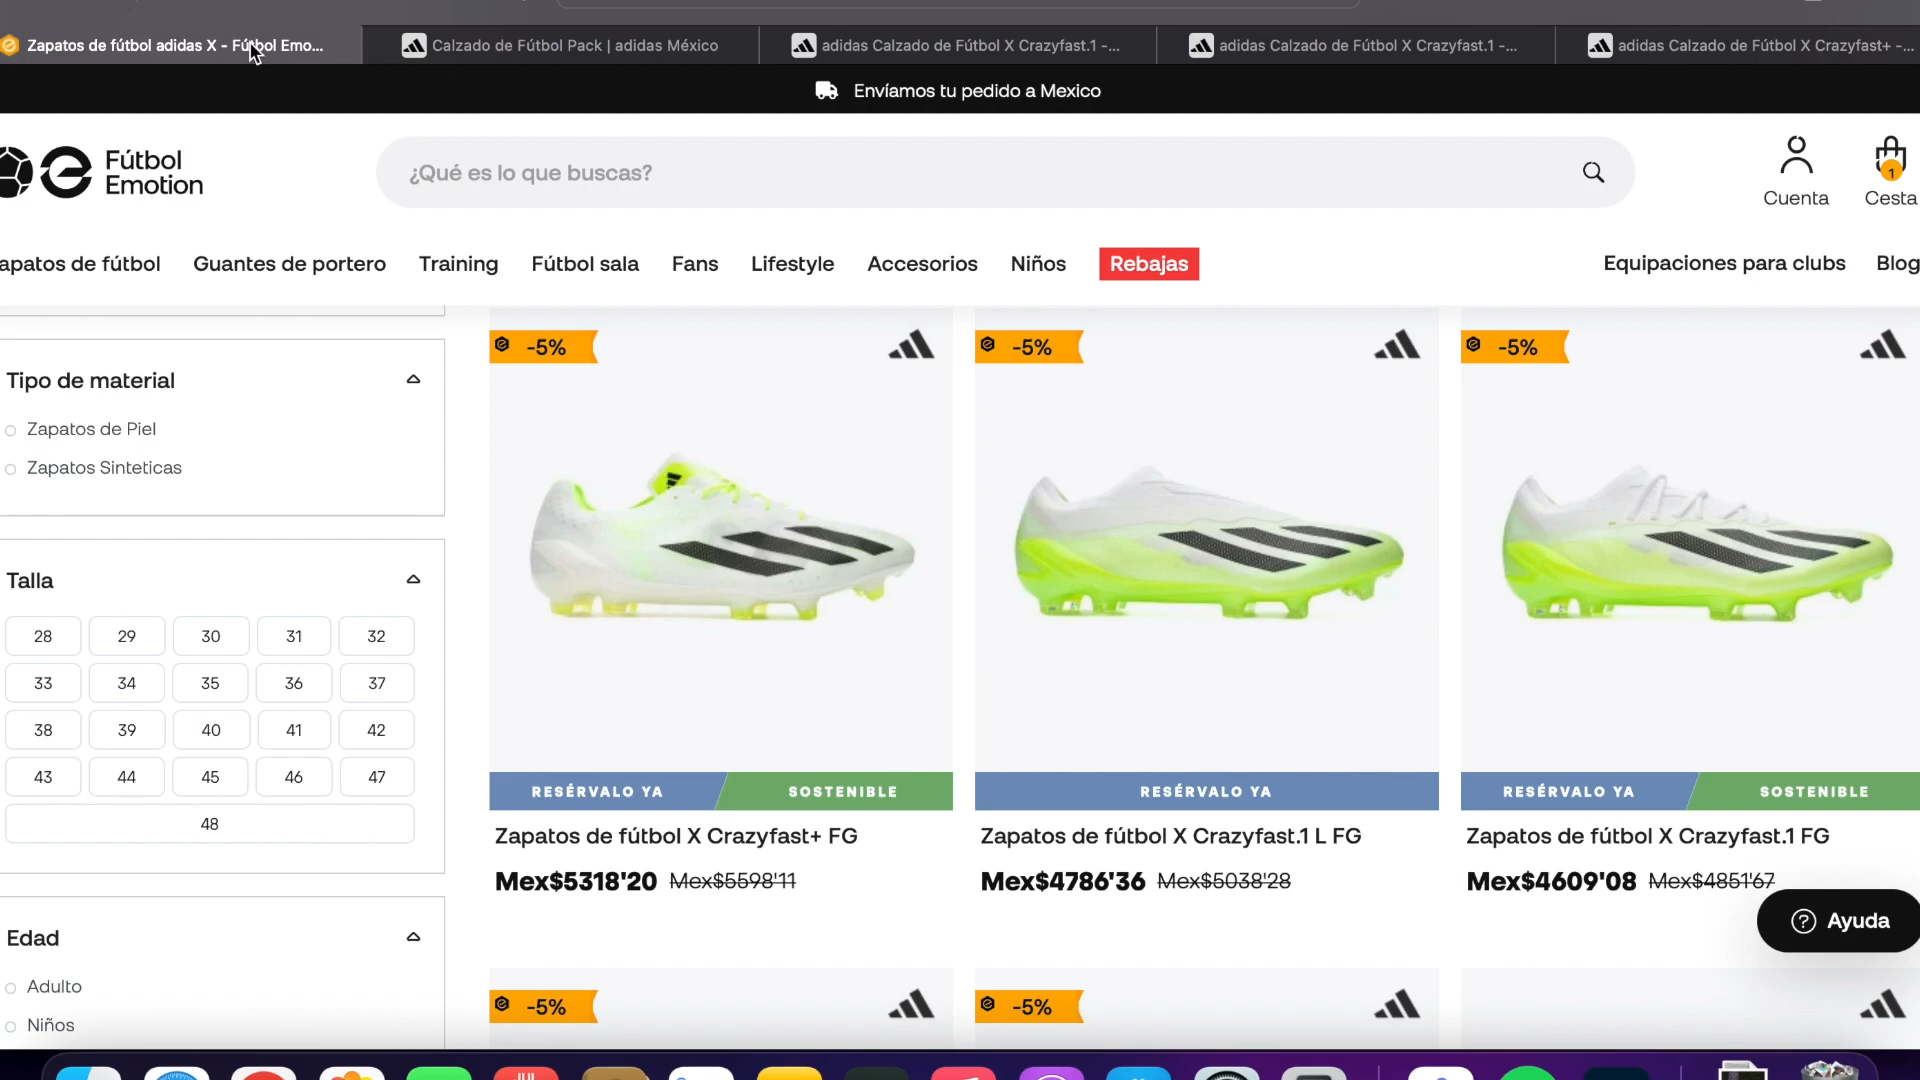 Zapatos de fútbol adidas X - Fútbol Emo...
Calzado de Fútbol Pack | adidas México
adidas Calzado de Fútbol X Crazyfast.1 -...
adidas Calzado de Fútbol X Crazyfast.1 -...
adidas Calzado de Fútbol X Crazyfast+ -...
Envíamos tu pedido a Mexico
Fútbol
Emotion
¿Qué es lo que buscas?
Cuenta
1
Cesta
apatos de fútbol
Guantes de portero
Training
Fútbol sala
Fans
Lifestyle
Accesorios
Niños
Rebajas
Equipaciones para clubs
Blog
Tipo de material
Zapatos de Piel
Zapatos Sinteticas
Talla
28 29 30 31 32
33 34 35 36 37
38 39 40 41 42
43 44 45 46 47
48
Edad
Adulto
Niños
-5%
RESÉRVALO YA
SOSTENIBLE
Zapatos de fútbol X Crazyfast+ FG
Mex$5318'20 Mex$5598'11
-5%
RESÉRVALO YA
Zapatos de fútbol X Crazyfast.1 L FG
Mex$4786'36 Mex$5038'28
-5%
RESÉRVALO YA
SOSTENIBLE
Zapatos de fútbol X Crazyfast.1 FG
Mex$4609'08 Mex$4851'67
Ayuda
-5%
-5%